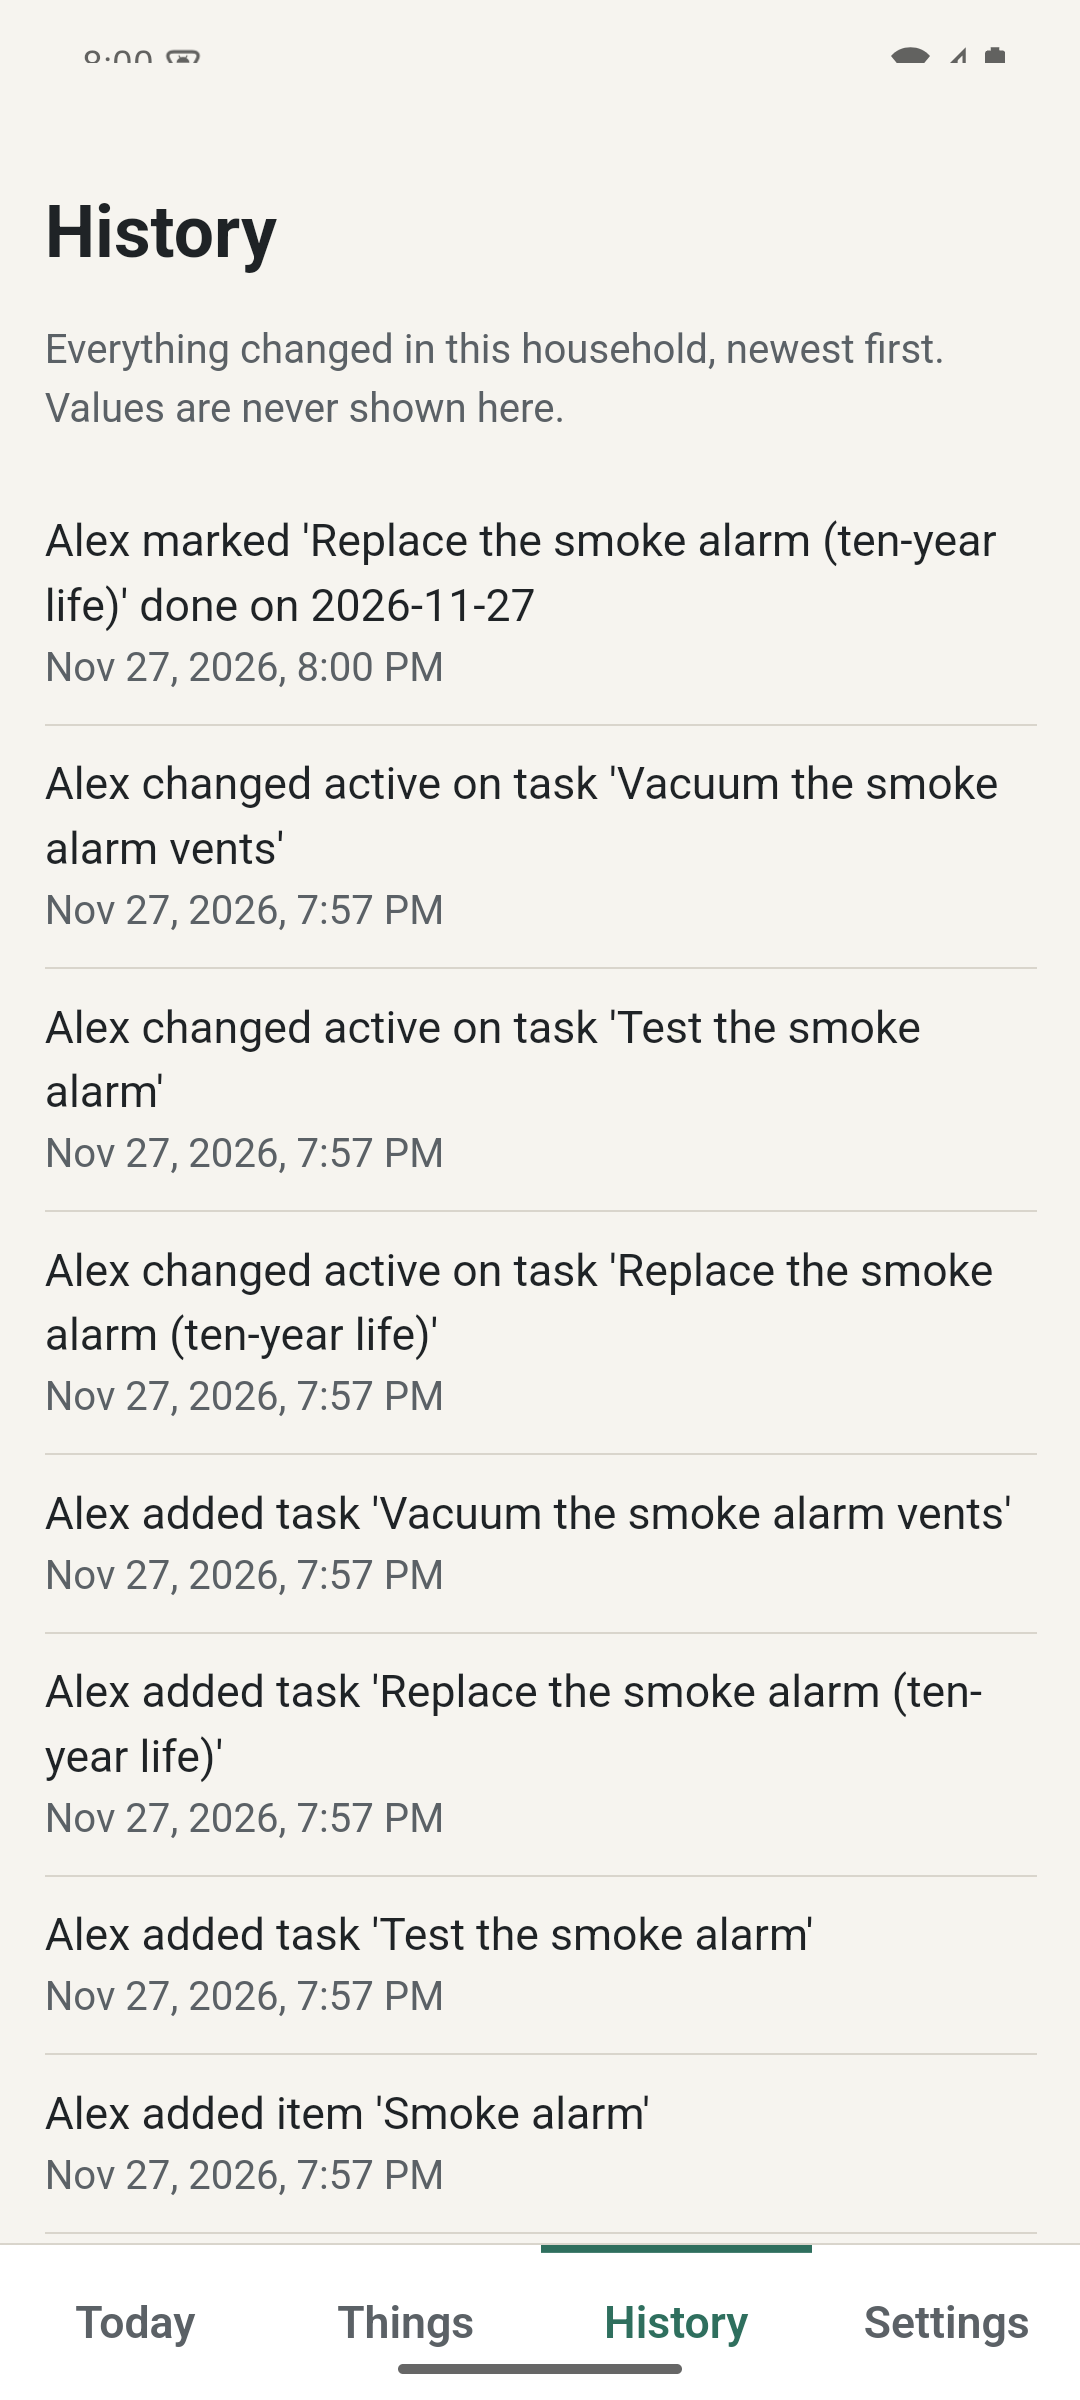 8:00
History
Everything changed in this household, newest first.
Values are never shown here.
Alex marked 'Replace the smoke alarm (ten-year
life)' done on 2026-11-27
Nov 27, 2026, 8:00 PM
Alex changed active on task 'Vacuum the smoke
alarm vents'
Nov 27, 2026, 7:57 PM
Alex changed active on task 'Test the smoke
alarm'
Nov 27, 2026, 7:57 PM
Alex changed active on task 'Replace the smoke
alarm (ten-year life)'
Nov 27, 2026, 7:57 PM
Alex added task 'Vacuum the smoke alarm vents'
Nov 27, 2026, 7:57 PM
Alex added task 'Replace the smoke alarm (ten-
year life)'
Nov 27, 2026, 7:57 PM
Alex added task 'Test the smoke alarm'
Nov 27, 2026, 7:57 PM
Alex added item 'Smoke alarm'
Nov 27, 2026, 7:57 PM
Today
Things
History
Settings